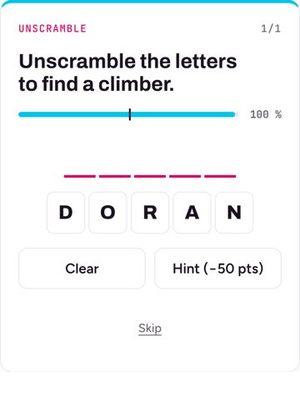 UNSCRAMBLE 1/1
Unscramble the letters
to find a climber.
100 %
D O R A N
Clear Hint (-50 pts)
Skip